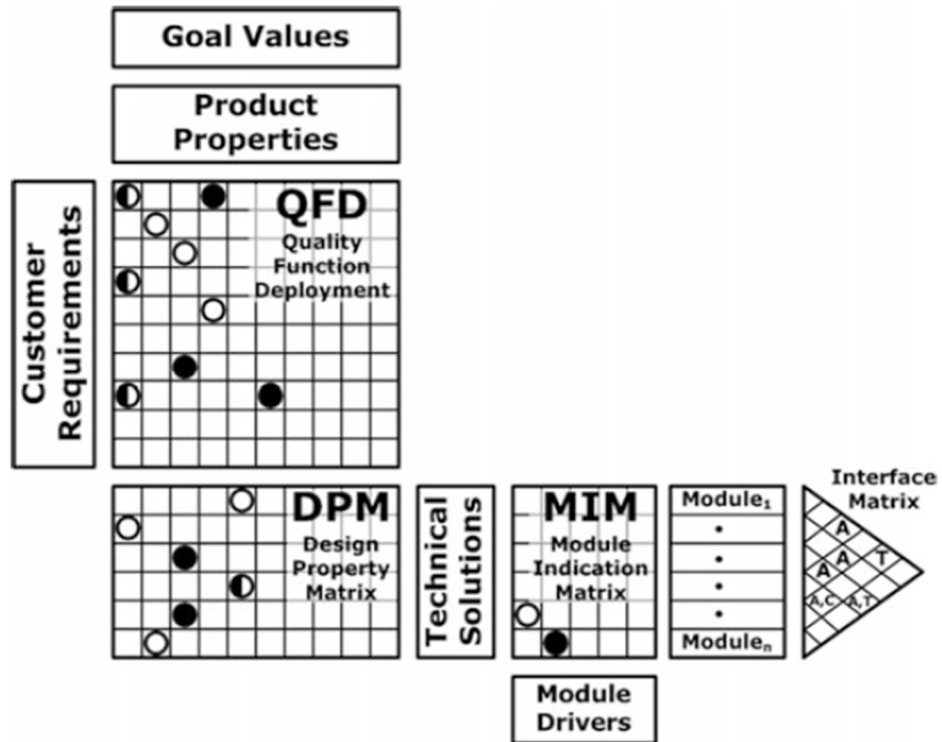 Goal Values
Product
Properties
Customer
Requirements
QFD
Quality
Function
Deployment
DPM
Design
Property
Matrix
Technical
Solutions
MIM
Module
Indication
Matrix
Module₁
•
•
•
•
Moduleₙ
Interface
Matrix
A
A T
A
A,C A,T
Module
Drivers